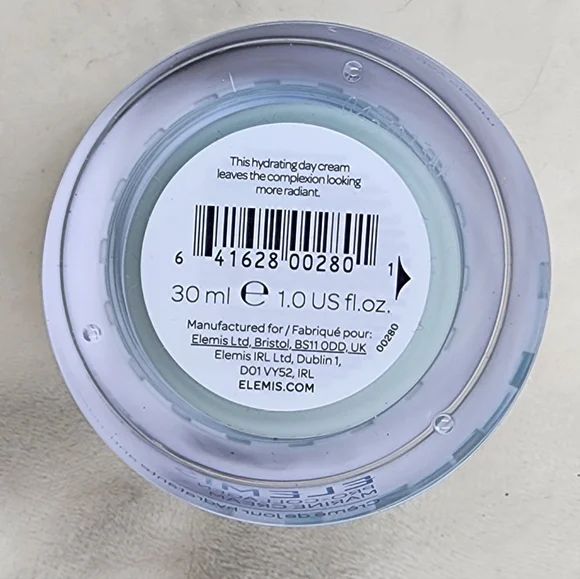 This hydrating day cream
leaves the complexion looking
more radiant.
6 41628 00280 1
30 ml e 1.0 US fl.oz.
Manufactured for / Fabriqué pour:
Elemis Ltd, Bristol, BS11 0DD, UK
Elemis IRL Ltd, Dublin 1,
D01 VY52, IRL
ELEMIS.COM
00280